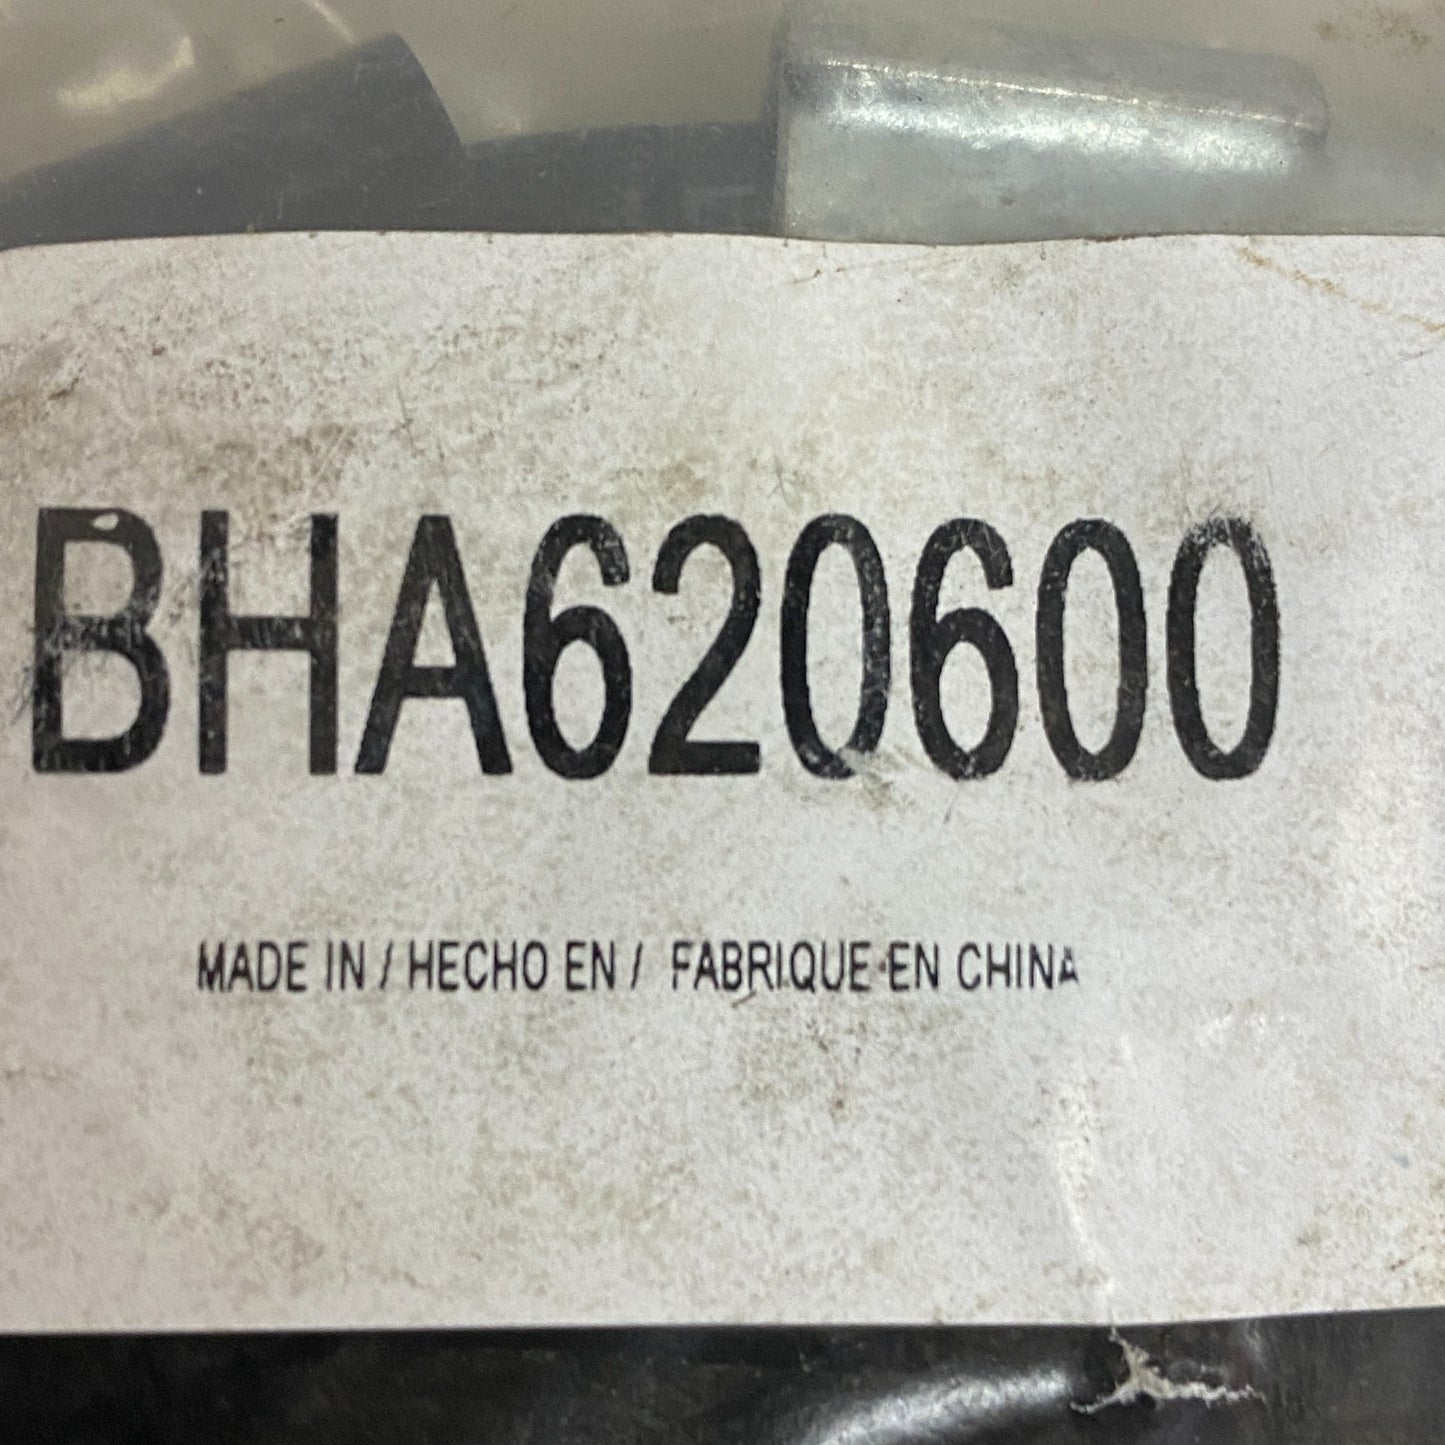 BHA620600
MADE IN / HECHO EN / FABRIQUE EN CHINA